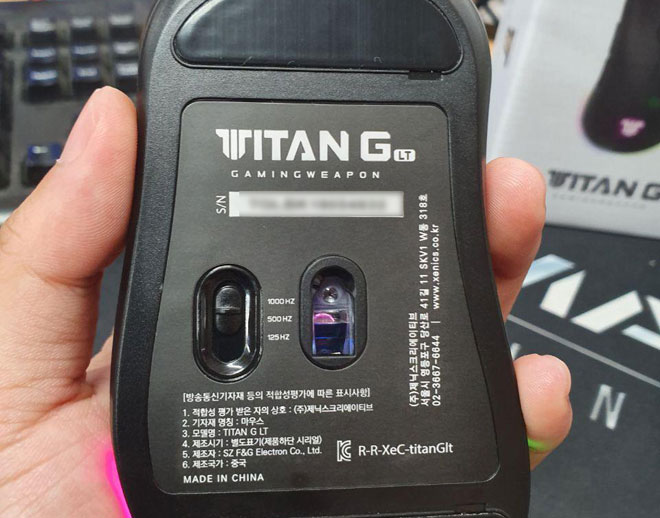 TITAN G LT
GAMINGWEAPON
S/N
1000 HZ
500 HZ
125 HZ
(주)제닉스크리에이티브
서울시 영등포구 당산로 41길 11 SKV1 W동 318호
02-3667-6644 | www.xenics.co.kr
[방송통신기자재 등의 적합성평가에 따른 표시사항]
1. 적합성 평가 받은 자의 상호 : (주)제닉스크리에이티브
2. 기자재 명칭 : 마우스
3. 모델명 : TITAN G LT
4. 제조시기 : 별도표기(제품하단 시리얼)
5. 제조자 : SZ F&G Electron Co., Ltd.
6. 제조국가 : 중국
MADE IN CHINA
R-R-XeC-titanGlt
TITAN G